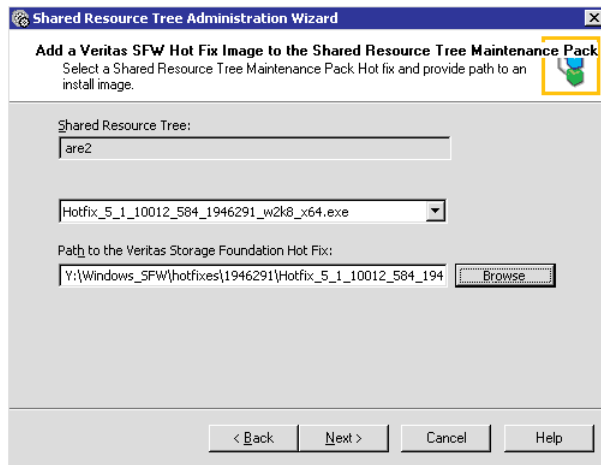 Shared Resource Tree Administration Wizard
Add a Veritas SFW Hot Fix Image to the Shared Resource Tree Maintenance Pack
Select a Shared Resource Tree Maintenance Pack Hot fix and provide path to an
install image.
Shared Resource Tree:
are2
Hotfix_5_1_10012_584_1946291_w2k8_x64.exe
Path to the Veritas Storage Foundation Hot Fix:
Y:\Windows_SFW\hotfixes\1946291\Hotfix_5_1_10012_584_194
Browse
< Back
Next >
Cancel
Help